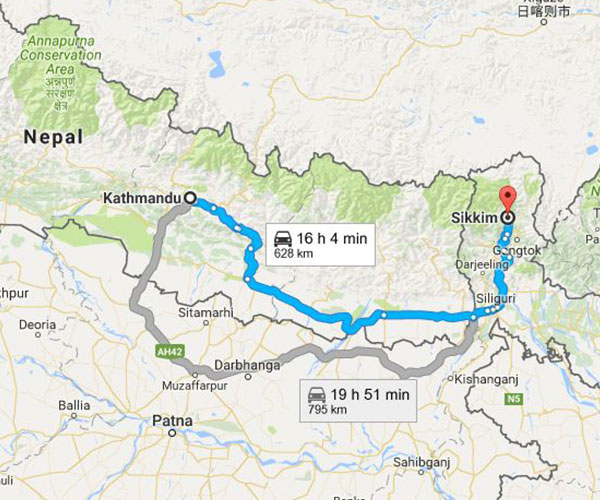 日喀则市
Annapurna
Conservation
Area
अन्नपूर्ण
संरक्षण
क्षेत्र
Nepal
Kathmandu
Sikkim
16 h 4 min
628 km
Gangtok
Darjeeling
Siliguri
Sitamarhi
Deoria
AH42
Darbhanga
Muzaffarpur
19 h 51 min
795 km
Kishanganj
N5
Ballia
Patna
Sahibganj